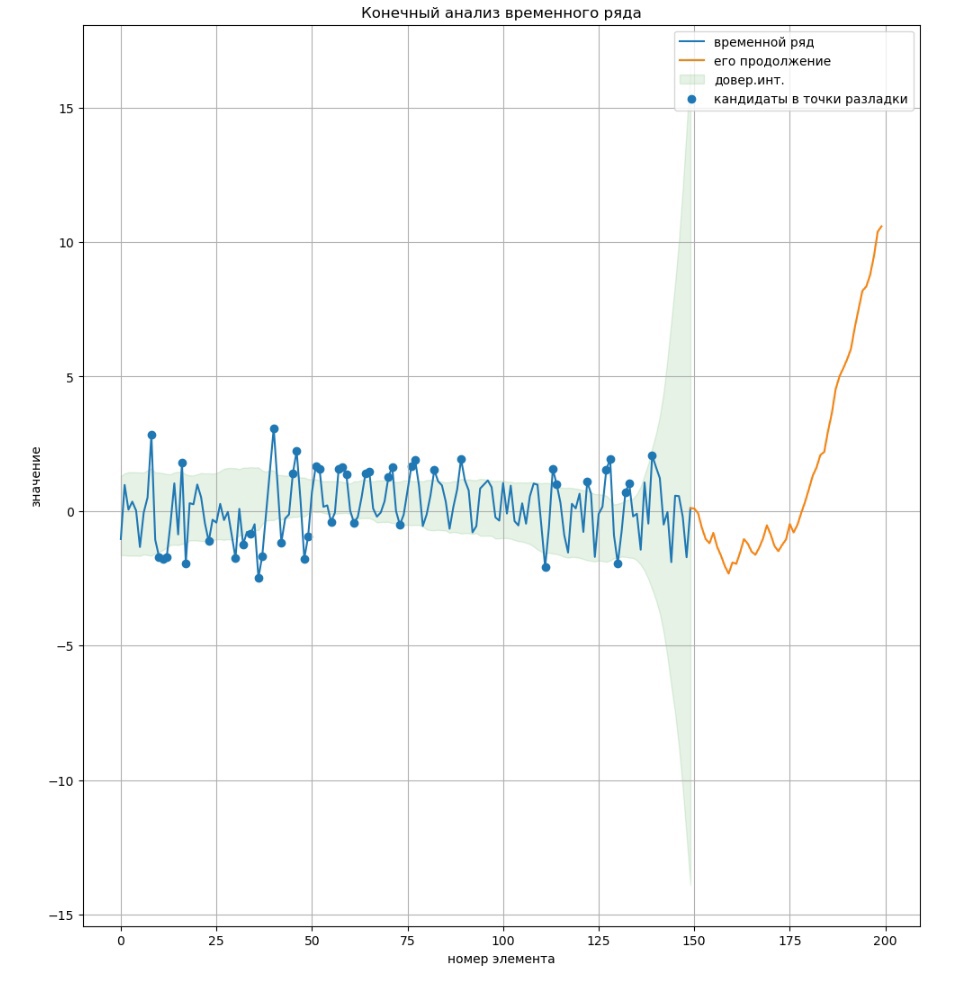 Конечный анализ временного ряда
временной ряд
его продолжение
довер.инт.
кандидаты в точки разладки
15
10
5
0
−5
−10
−15
значение
0 25 50 75 100 125 150 175 200
номер элемента